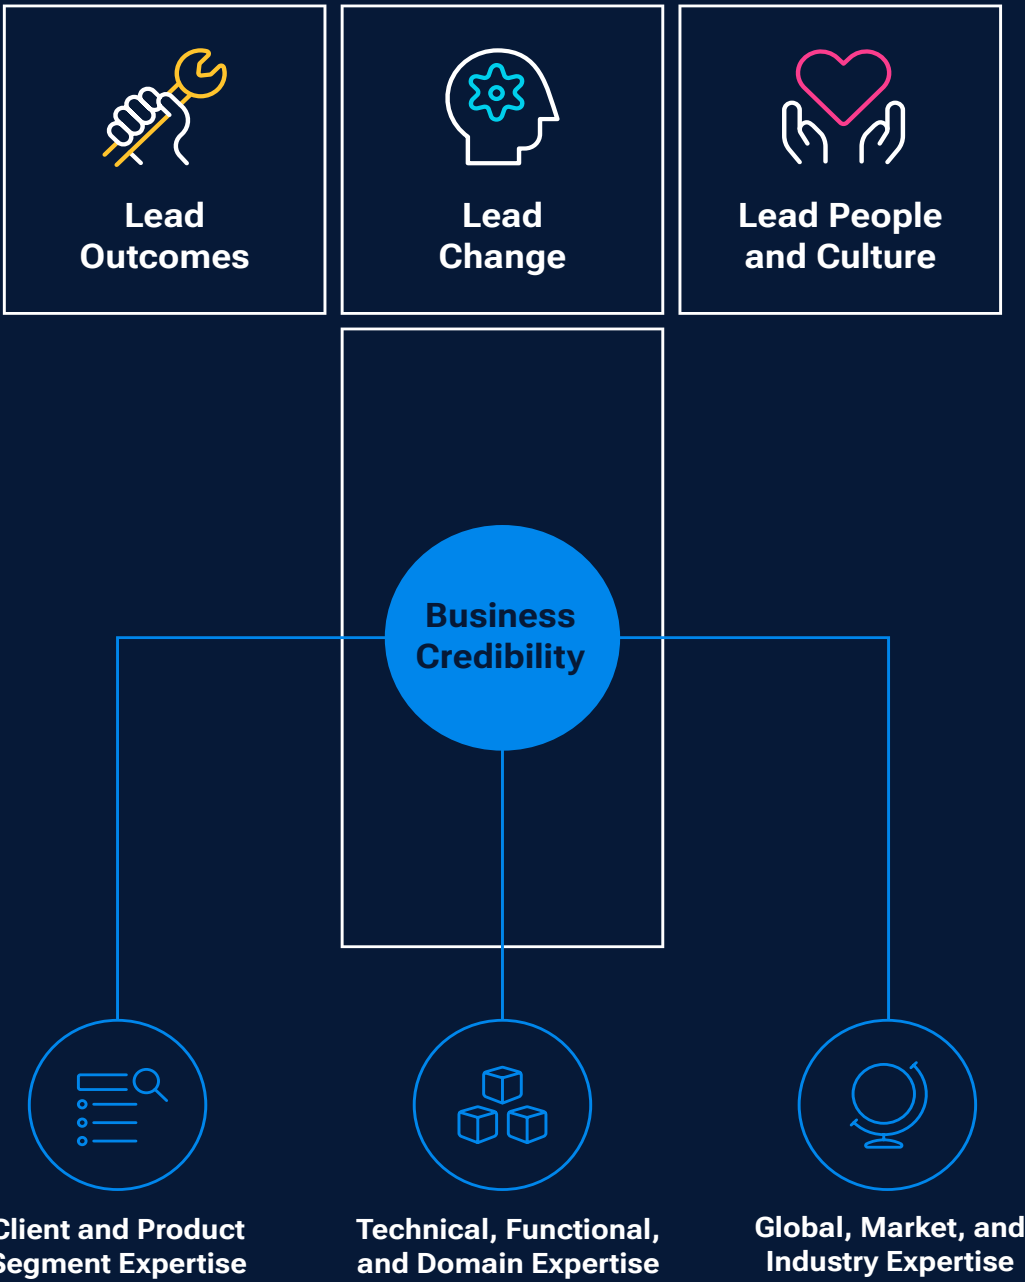 Lead
Outcomes
Lead
Change
Lead People
and Culture
Business
Credibility
Client and Product
Segment Expertise
Technical, Functional,
and Domain Expertise
Global, Market, and
Industry Expertise